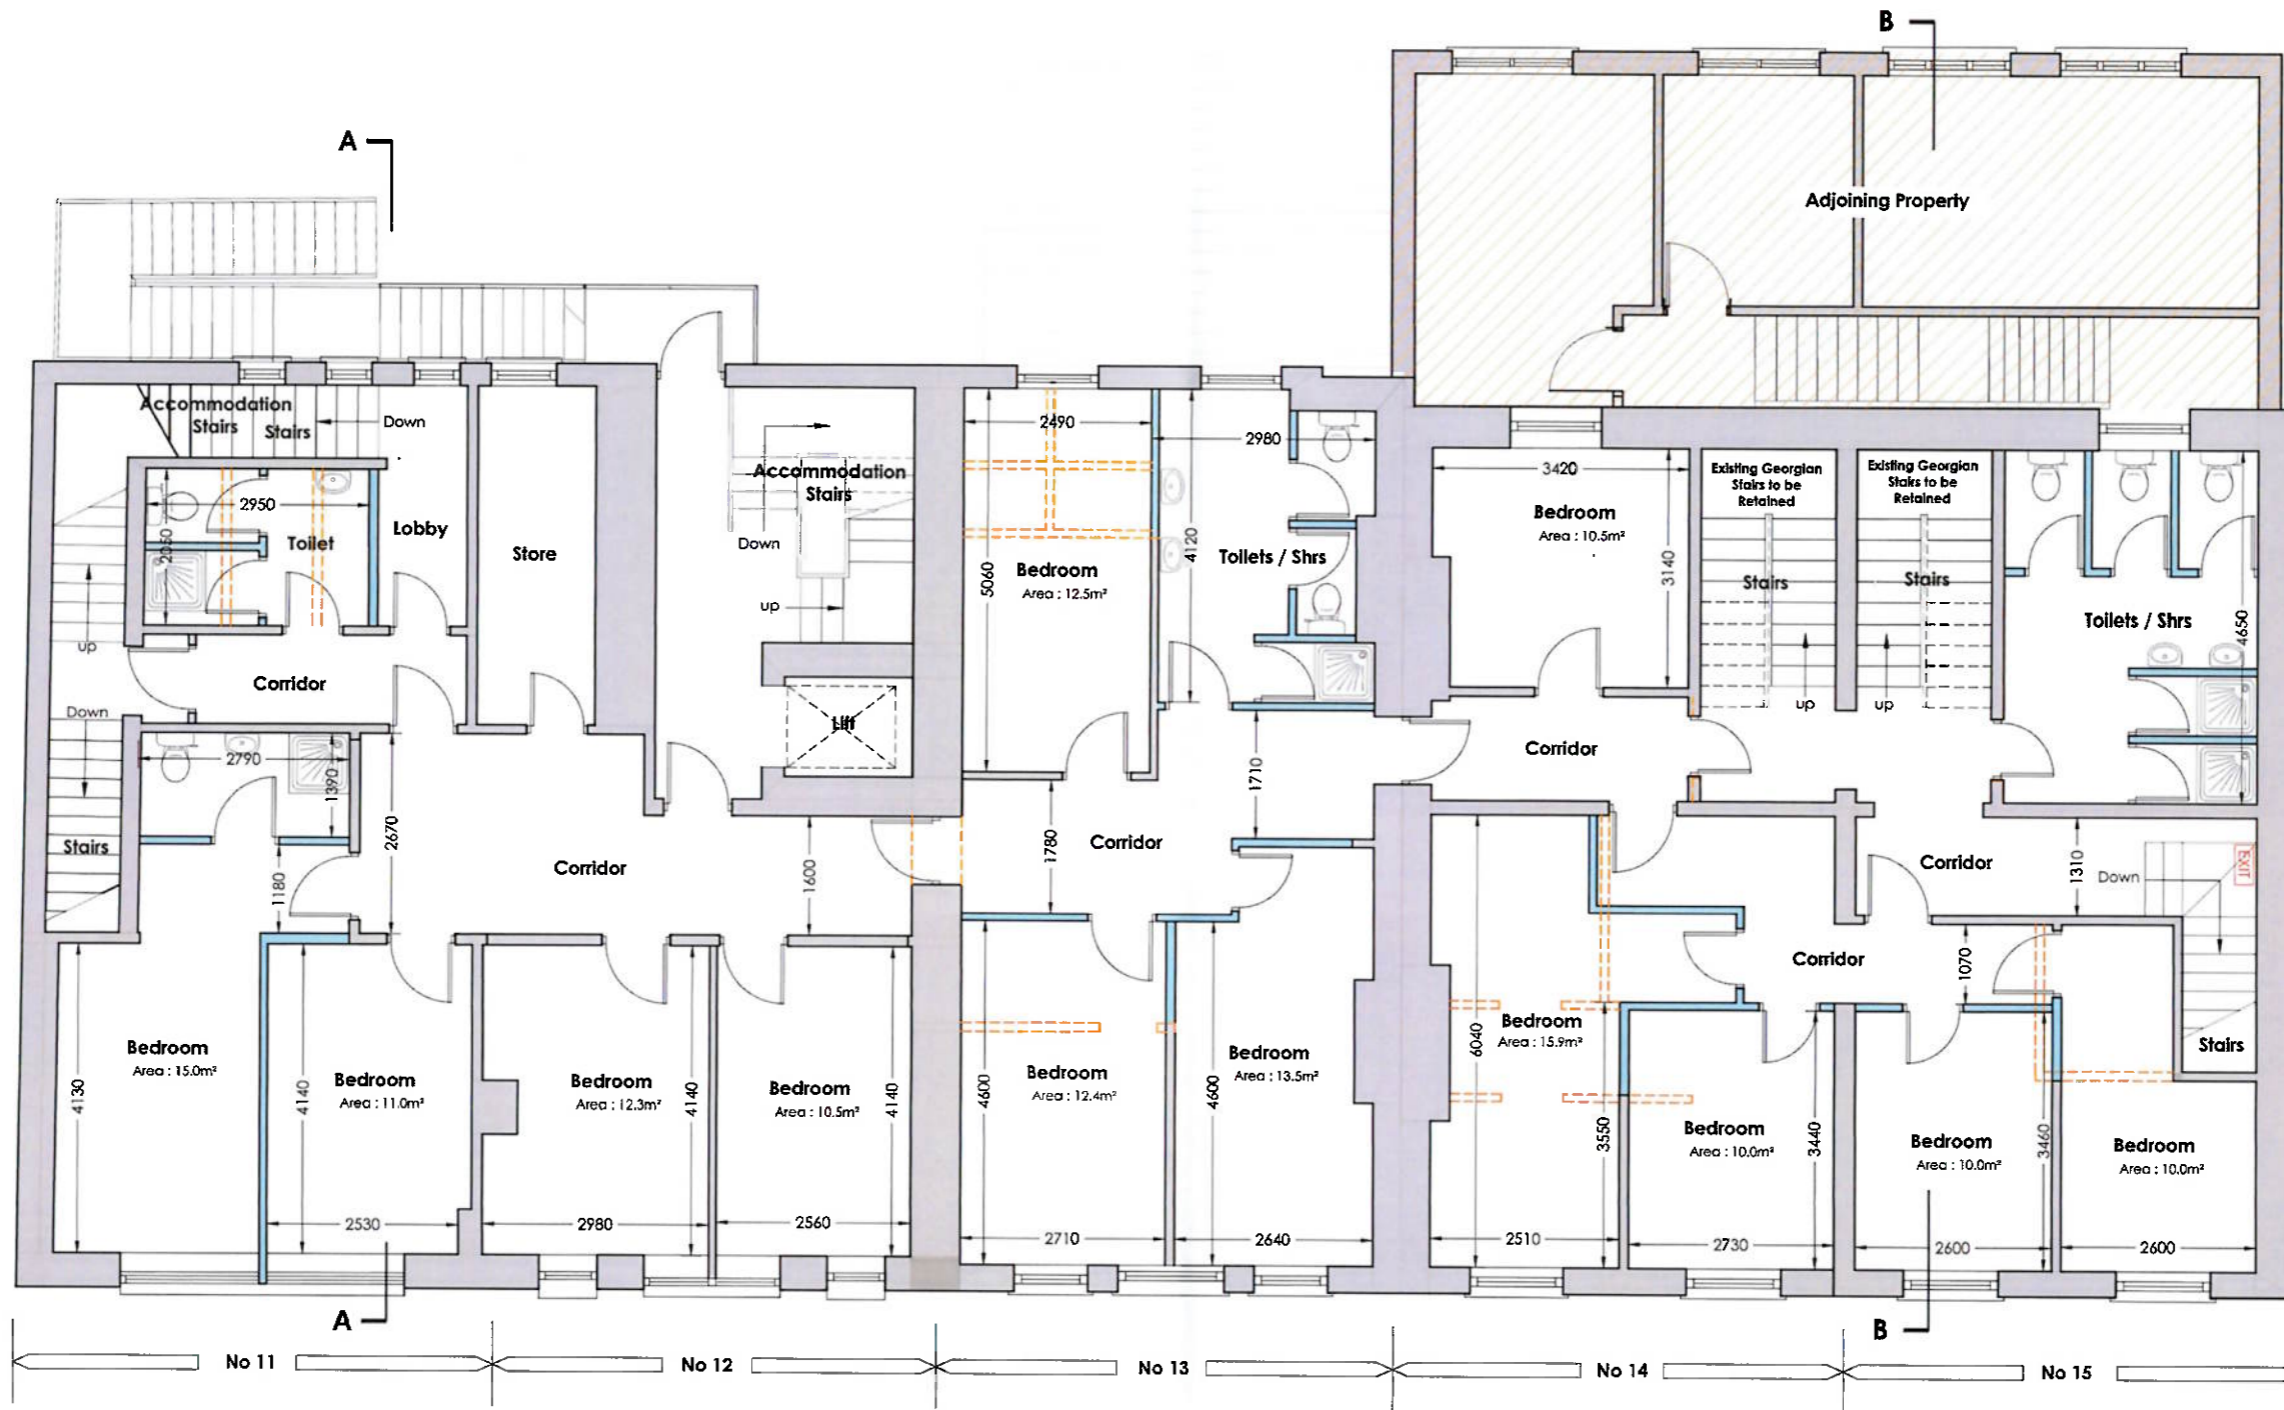 B
A
Adjoining Property
Accommodation
Stairs
Stairs
Down
2950
2050
Toilet
Lobby
Store
up
Corridor
Down
Stairs
2790
1390
2670
1180
Accommodation
Stairs
Down
up
Lift
Corridor
1600
2490
5060
Bedroom
Area : 12.5m²
2980
4120
Toilets / Shrs
1710
1780
Corridor
3420
Bedroom
Area : 10.5m²
3140
Corridor
Existing Georgian
Stairs to be
Retained
Stairs
up
Existing Georgian
Stairs to be
Retained
Stairs
up
Toilets / Shrs
4650
Corridor
1310
Down
EXIT
Stairs
Corridor
1070
4130
Bedroom
Area : 15.0m²
4140
Bedroom
Area : 11.0m²
2530
Bedroom
Area : 12.3m²
4140
2980
Bedroom
Area : 10.5m²
4140
2560
4600
Bedroom
Area : 12.4m²
2710
4600
Bedroom
Area : 13.5m²
2640
6040
Bedroom
Area : 15.9m²
3550
2510
Bedroom
Area : 10.0m²
3440
2730
Bedroom
Area : 10.0m²
3460
2600
Bedroom
Area : 10.0m²
2600
A
B
No 11
No 12
No 13
No 14
No 15